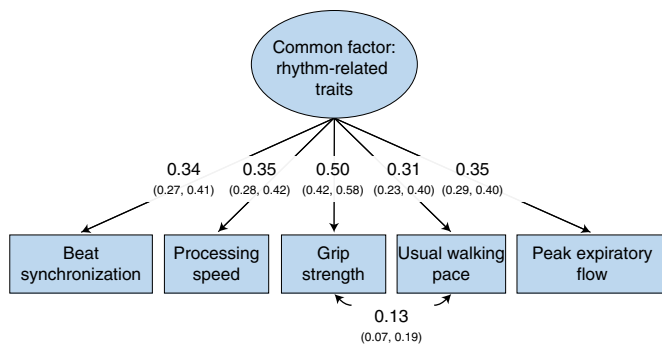 Common factor:
rhythm-related
traits
0.34 0.35 0.50 0.31 0.35
(0.27, 0.41) (0.28, 0.42) (0.42, 0.58) (0.23, 0.40) (0.29, 0.40)
Beat
synchronization
Processing
speed
Grip
strength
Usual walking
pace
Peak expiratory
flow
0.13
(0.07, 0.19)